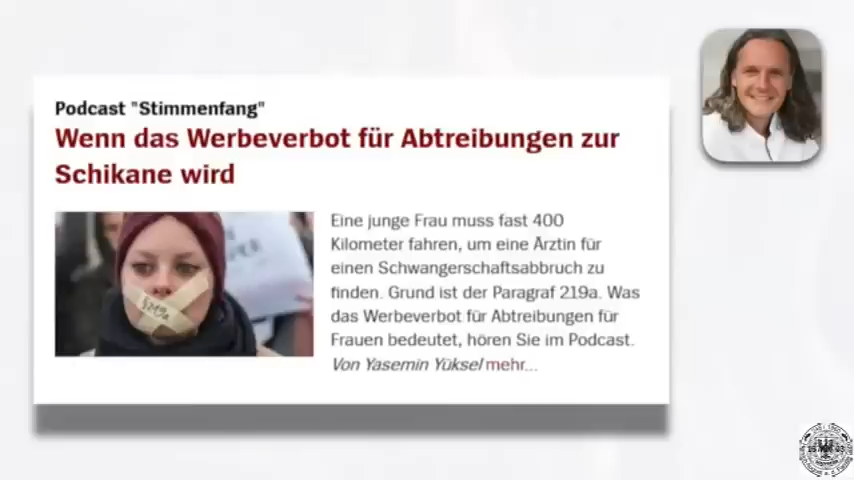 Podcast "Stimmenfang"
Wenn das Werbeverbot für Abtreibungen zur
Schikane wird
Eine junge Frau muss fast 400
Kilometer fahren, um eine Ärztin für
einen Schwangerschaftsabbruch zu
finden. Grund ist der Paragraf 219a. Was
das Werbeverbot für Abtreibungen für
Frauen bedeutet, hören Sie im Podcast.
Von Yasemin Yüksel mehr...
§219a